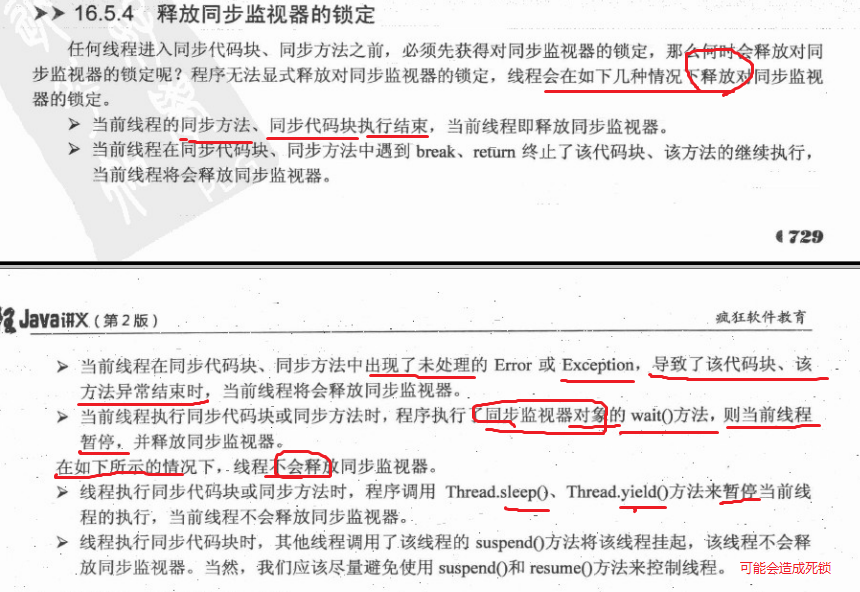 16.5.4 释放同步监视器的锁定
任何线程进入同步代码块、同步方法之前，必须先获得对同步监视器的锁定，那么何时会释放对同
步监视器的锁定呢？程序无法显式释放对同步监视器的锁定，线程会在如下几种情况下释放对同步监视
器的锁定。
➢ 当前线程的同步方法、同步代码块执行结束，当前线程即释放同步监视器。
➢ 当前线程在同步代码块、同步方法中遇到 break、return 终止了该代码块、该方法的继续执行，
当前线程将会释放同步监视器。
729
Java讲义（第2版）
疯狂软件教育
➢ 当前线程在同步代码块、同步方法中出现了未处理的 Error 或 Exception，导致了该代码块、该
方法异常结束时，当前线程将会释放同步监视器。
➢ 当前线程执行同步代码块或同步方法时，程序执行了同步监视器对象的 wait()方法，则当前线程
暂停，并释放同步监视器。
在如下所示的情况下，线程不会释放同步监视器。
➢ 线程执行同步代码块或同步方法时，程序调用 Thread.sleep()、Thread.yield()方法来暂停当前线
程的执行，当前线程不会释放同步监视器。
➢ 线程执行同步代码块时，其他线程调用了该线程的 suspend()方法将该线程挂起，该线程不会释
放同步监视器。当然，我们应该尽量避免使用 suspend()和 resume()方法来控制线程。 可能会造成死锁